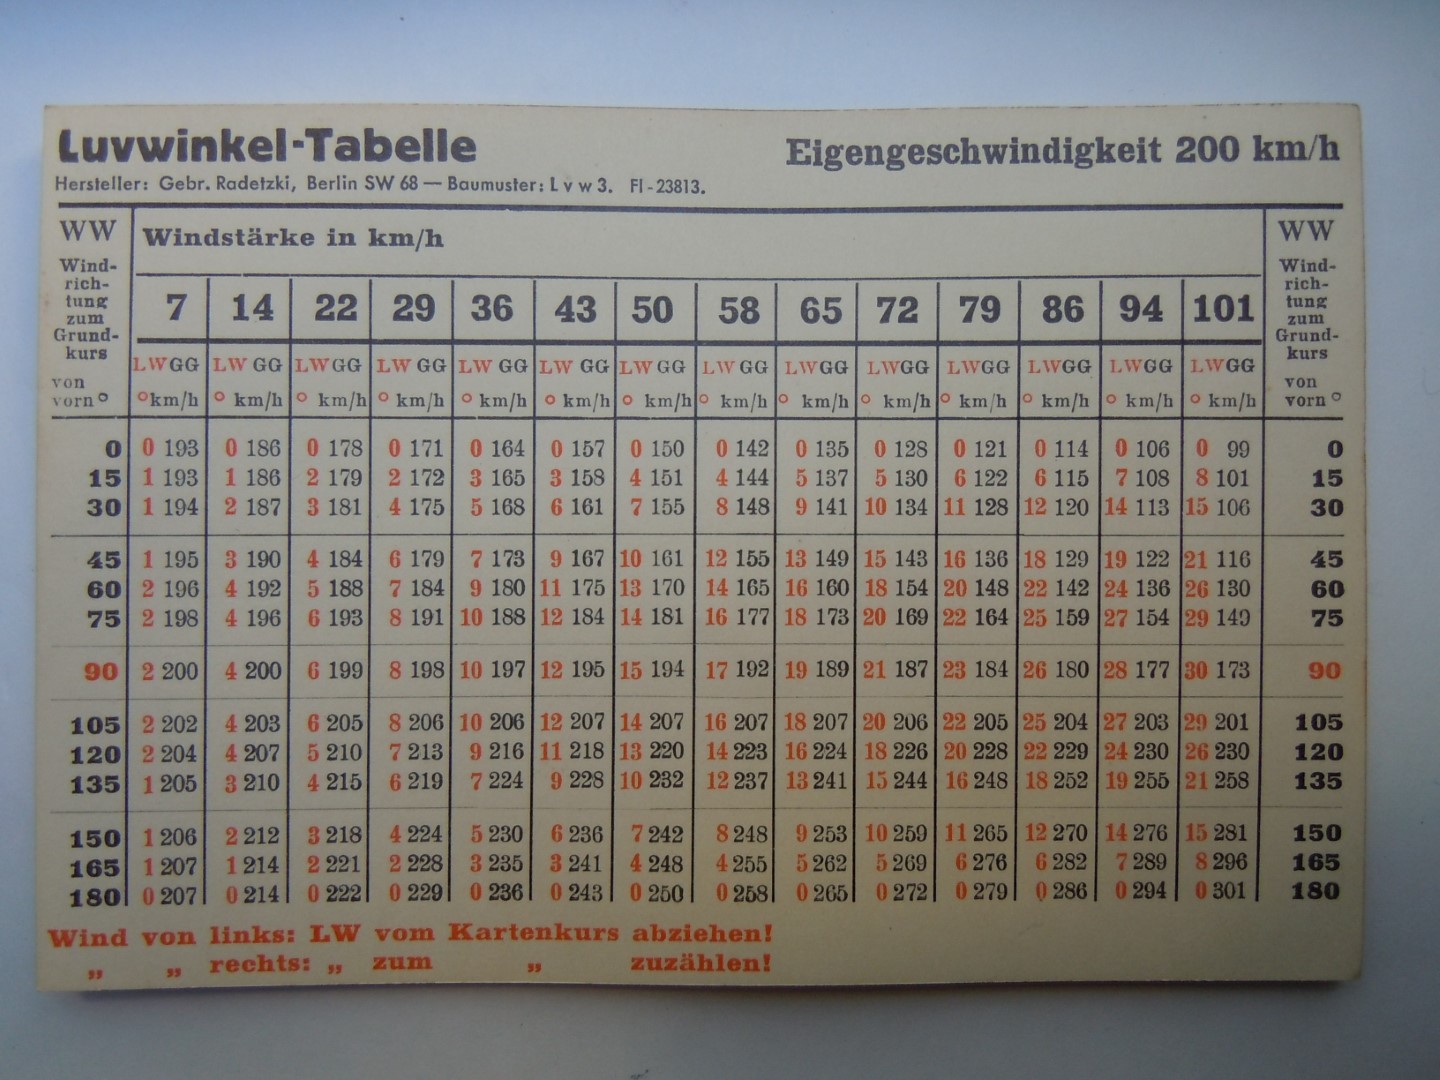 Luvwinkel-Tabelle Eigengeschwindigkeit 200 km/h
Hersteller: Gebr. Radetzki, Berlin SW 68 — Baumuster: Lvw3. Fl-23813.
WW Windstärke in km/h WW
Wind- Wind-
rich- rich-
tung tung
zum zum
Grund- Grund-
kurs kurs
von von
vorn ° vorn °
7 14 22 29 36 43 50 58 65 72 79 86 94 101
LW GG LW GG LW GG LW GG LW GG LW GG LW GG LW GG LW GG LW GG LW GG LW GG LW GG LW GG
° km/h ° km/h ° km/h ° km/h ° km/h ° km/h ° km/h ° km/h ° km/h ° km/h ° km/h ° km/h ° km/h ° km/h
0 0 193 0 186 0 178 0 171 0 164 0 157 0 150 0 142 0 135 0 128 0 121 0 114 0 106 0 99 0
15 1 193 1 186 2 179 2 172 3 165 3 158 4 151 4 144 5 137 5 130 6 122 6 115 7 108 8 101 15
30 1 194 2 187 3 181 4 175 5 168 6 161 7 155 8 148 9 141 10 134 11 128 12 120 14 113 15 106 30
45 1 195 3 190 4 184 6 179 7 173 9 167 10 161 12 155 13 149 15 143 16 136 18 129 19 122 21 116 45
60 2 196 4 192 5 188 7 184 9 180 11 175 13 170 14 165 16 160 18 154 20 148 22 142 24 136 26 130 60
75 2 198 4 196 6 193 8 191 10 188 12 184 14 181 16 177 18 173 20 169 22 164 25 159 27 154 29 149 75
90 2 200 4 200 6 199 8 198 10 197 12 195 15 194 17 192 19 189 21 187 23 184 26 180 28 177 30 173 90
105 2 202 4 203 6 205 8 206 10 206 12 207 14 207 16 207 18 207 20 206 22 205 25 204 27 203 29 201 105
120 2 204 4 207 5 210 7 213 9 216 11 218 13 220 14 223 16 224 18 226 20 228 22 229 24 230 26 230 120
135 1 205 3 210 4 215 6 219 7 224 9 228 10 232 12 237 13 241 15 244 16 248 18 252 19 255 21 258 135
150 1 206 2 212 3 218 4 224 5 230 6 236 7 242 8 248 9 253 10 259 11 265 12 270 14 276 15 281 150
165 1 207 1 214 2 221 2 228 3 235 3 241 4 248 4 255 5 262 5 269 6 276 6 282 7 289 8 296 165
180 0 207 0 214 0 222 0 229 0 236 0 243 0 250 0 258 0 265 0 272 0 279 0 286 0 294 0 301 180
Wind von links: LW vom Kartenkurs abziehen!
„ „ rechts: „ zum „ zuzählen!